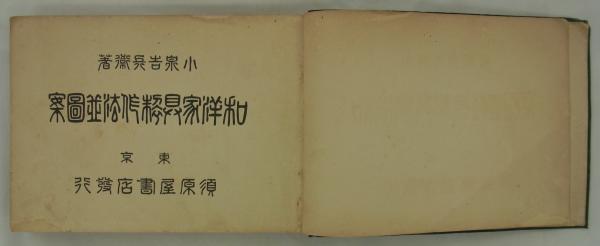 小泉吉兵衞著
和洋家具製作法並圖案
東京
須原屋書店發行